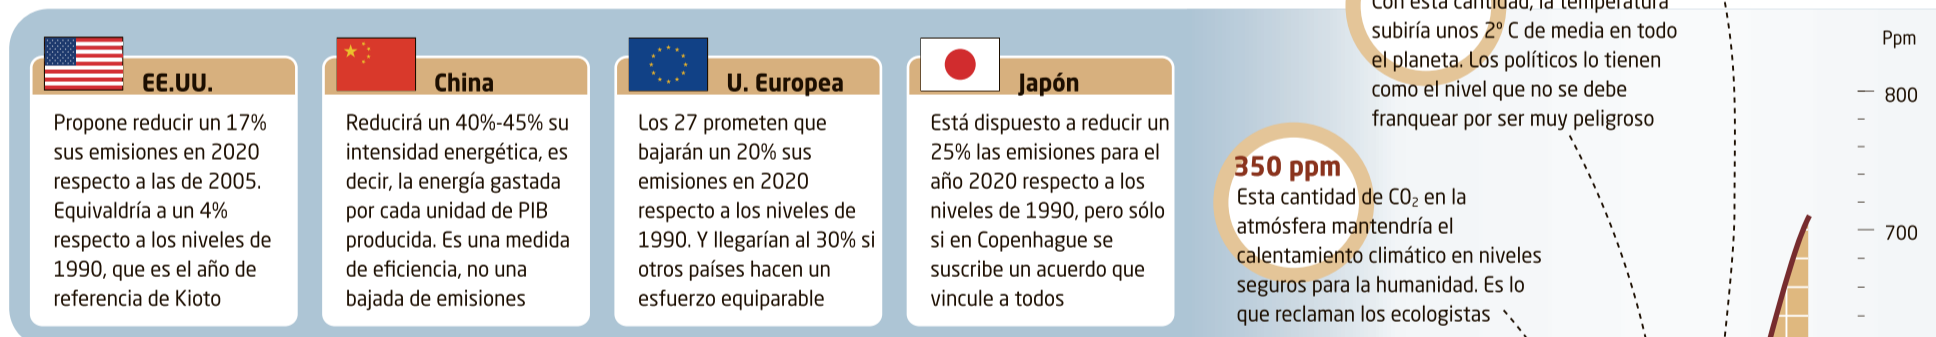 EE.UU.
Propone reducir un 17%
sus emisiones en 2020
respecto a las de 2005.
Equivaldría a un 4%
respecto a los niveles de
1990, que es el año de
referencia de Kioto
China
Reducirá un 40%-45% su
intensidad energética, es
decir, la energía gastada
por cada unidad de PIB
producida. Es una medida
de eficiencia, no una
bajada de emisiones
U. Europea
Los 27 prometen que
bajarán un 20% sus
emisiones en 2020
respecto a los niveles de
1990. Y llegarían al 30% si
otros países hacen un
esfuerzo equiparable
Japón
Está dispuesto a reducir un
25% las emisiones para el
año 2020 respecto a los
niveles de 1990, pero sólo
si en Copenhague se
suscribe un acuerdo que
vincule a todos
Con esta cantidad, la temperatura
subiría unos 2º C de media en todo
el planeta. Los políticos lo tienen
como el nivel que no se debe
franquear por ser muy peligroso
350 ppm
Esta cantidad de CO₂ en la
atmósfera mantendría el
calentamiento climático en niveles
seguros para la humanidad. Es lo
que reclaman los ecologistas
Ppm
800
700